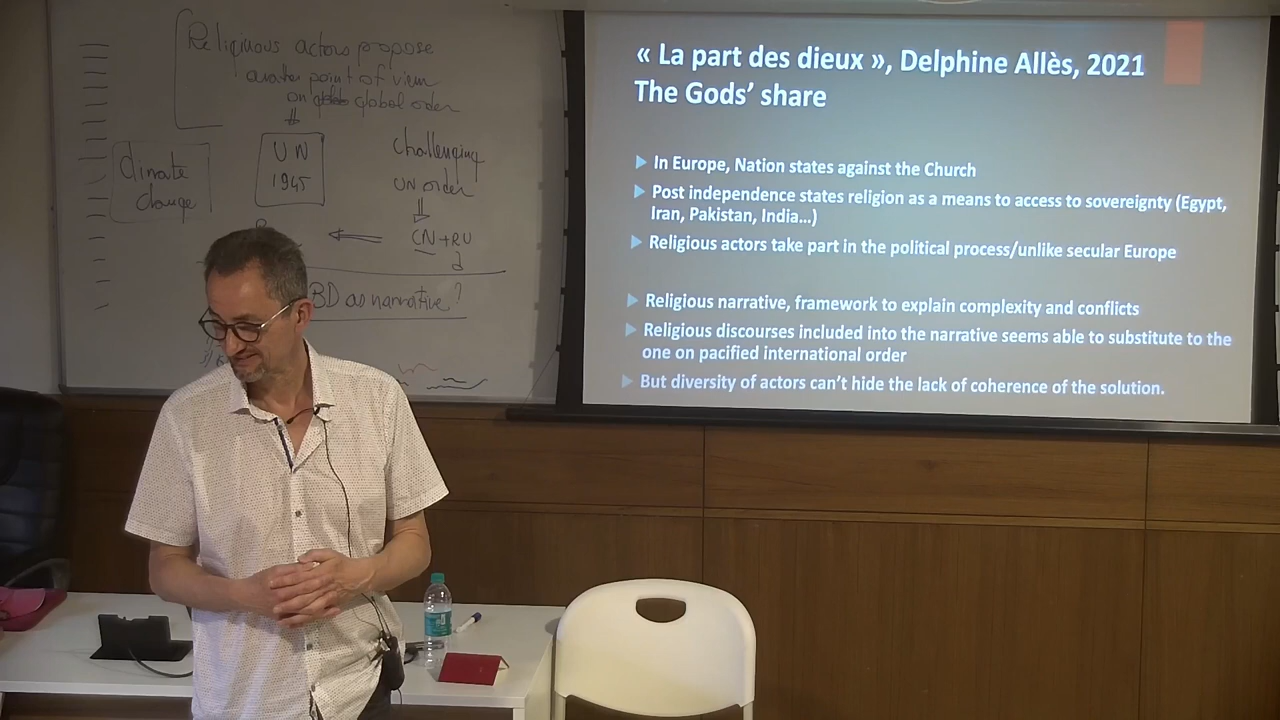 Religious actors propose
another point of view
on global order
UN
1945
Climate
change
Challenging
UN order
CN+RU
BD as narrative?
« La part des dieux », Delphine Allès, 2021
The Gods' share
In Europe, Nation states against the Church
Post independence states religion as a means to access to sovereignty (Egypt,
Iran, Pakistan, India...)
Religious actors take part in the political process/unlike secular Europe
Religious narrative, framework to explain complexity and conflicts
Religious discourses included into the narrative seems able to substitute to the
one on pacified international order
But diversity of actors can't hide the lack of coherence of the solution.